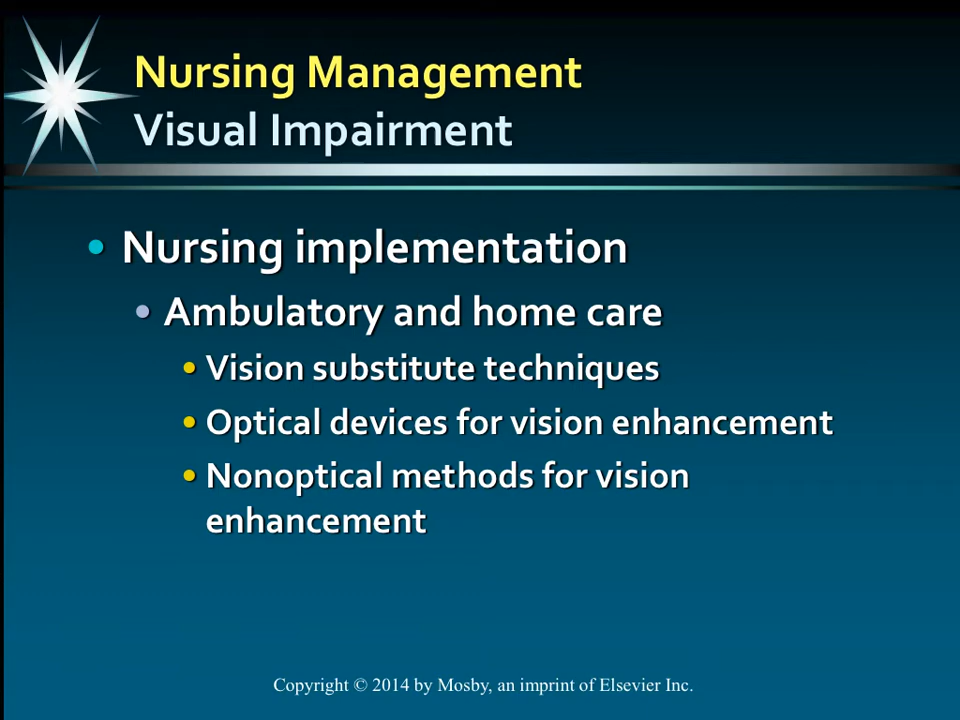 Nursing Management
Visual Impairment
• Nursing implementation
• Ambulatory and home care
• Vision substitute techniques
• Optical devices for vision enhancement
• Nonoptical methods for vision
enhancement
Copyright © 2014 by Mosby, an imprint of Elsevier Inc.